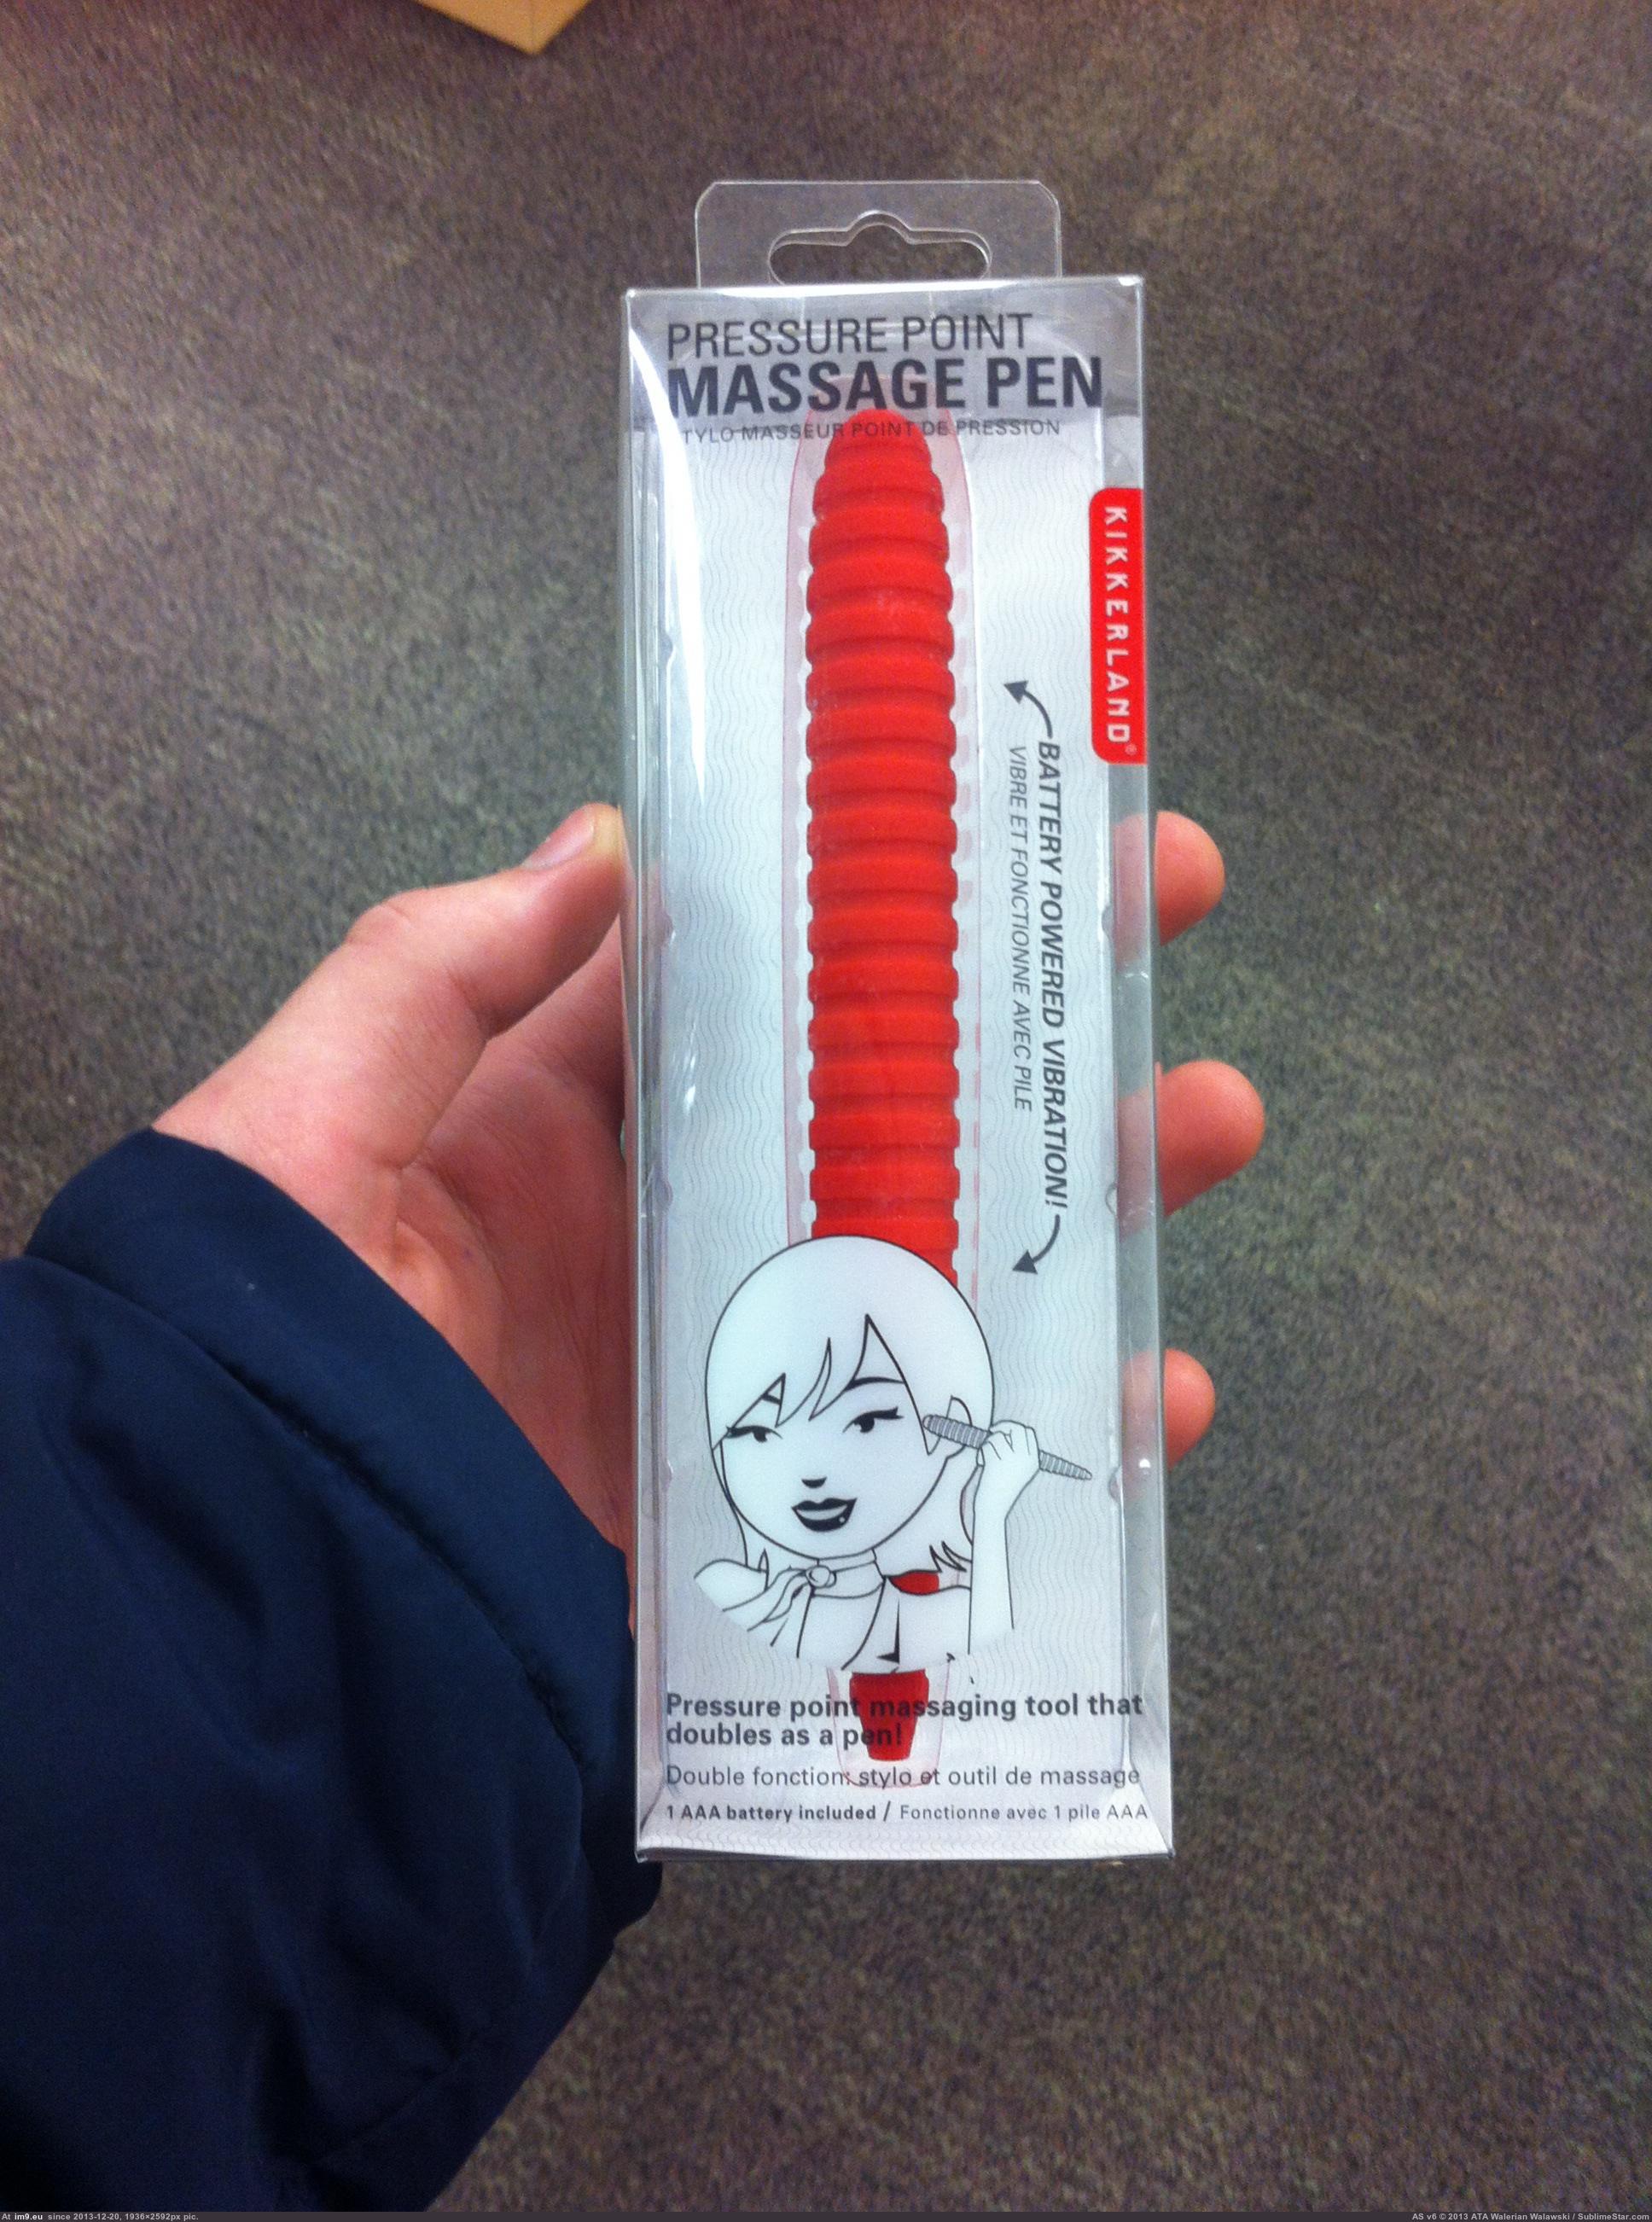 PRESSURE POINT
MASSAGE PEN
TYLO MASSEUR POINT DE PRESSION
KIKKERLAND®
BATTERY POWERED VIBRATION!
VIBRE ET FONCTIONNE AVEC PILE
Pressure point massaging tool that
doubles as a pen!
Double fonction: stylo et outil de massage
1 AAA battery included / Fonctionne avec 1 pile AAA
At im9.eu since 2013-12-20, 1936×2592px pic.
AS v6 © 2013 ATA Walerian Walawski / SublimeStar.com